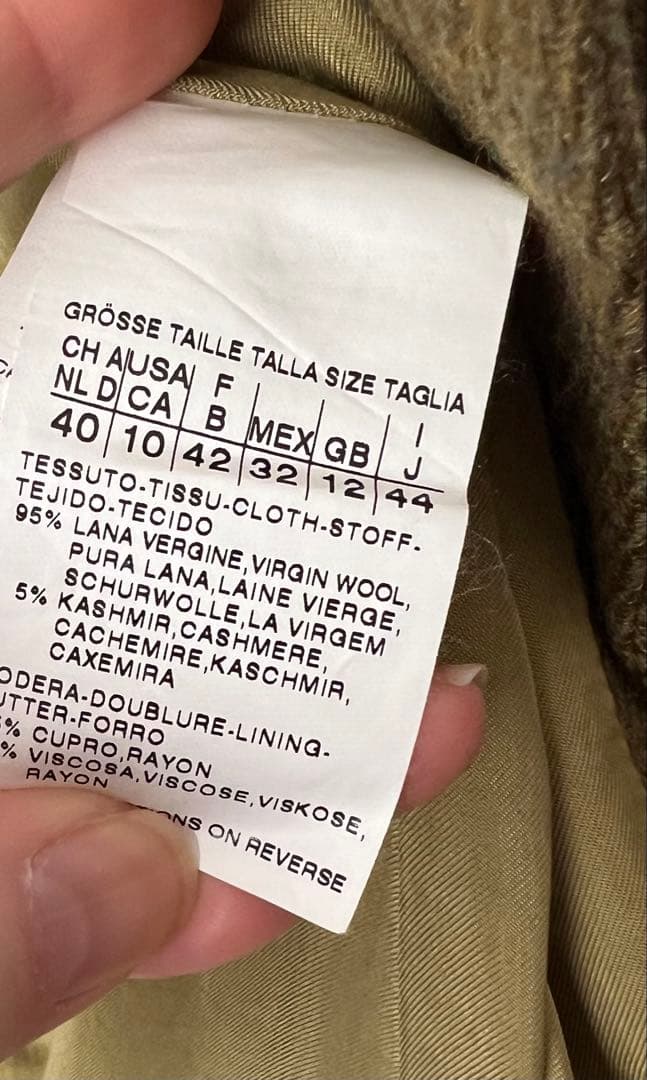 GRÖSSE TAILLE TALLA SIZE TAGLIA
CH A USA F MEX GB I
NL D CA B J
40 10 42 32 12 44
TESSUTO-TISSU-CLOTH-STOFF-
TEJIDO-TECIDO
95% LANA VERGINE,VIRGIN WOOL,
PURA LANA,LAINE VIERGE,
SCHURWOLLE,LA VIRGEM
5% KASHMIR,CASHMERE,
CACHEMIRE,KASCHMIR,
CAXEMIRA
ODERA-DOUBLURE-LINING-
UTTER-FORRO
% CUPRO,RAYON
% VISCOSA,VISCOSE,VISKOSE,
RAYON
ONS ON REVERSE